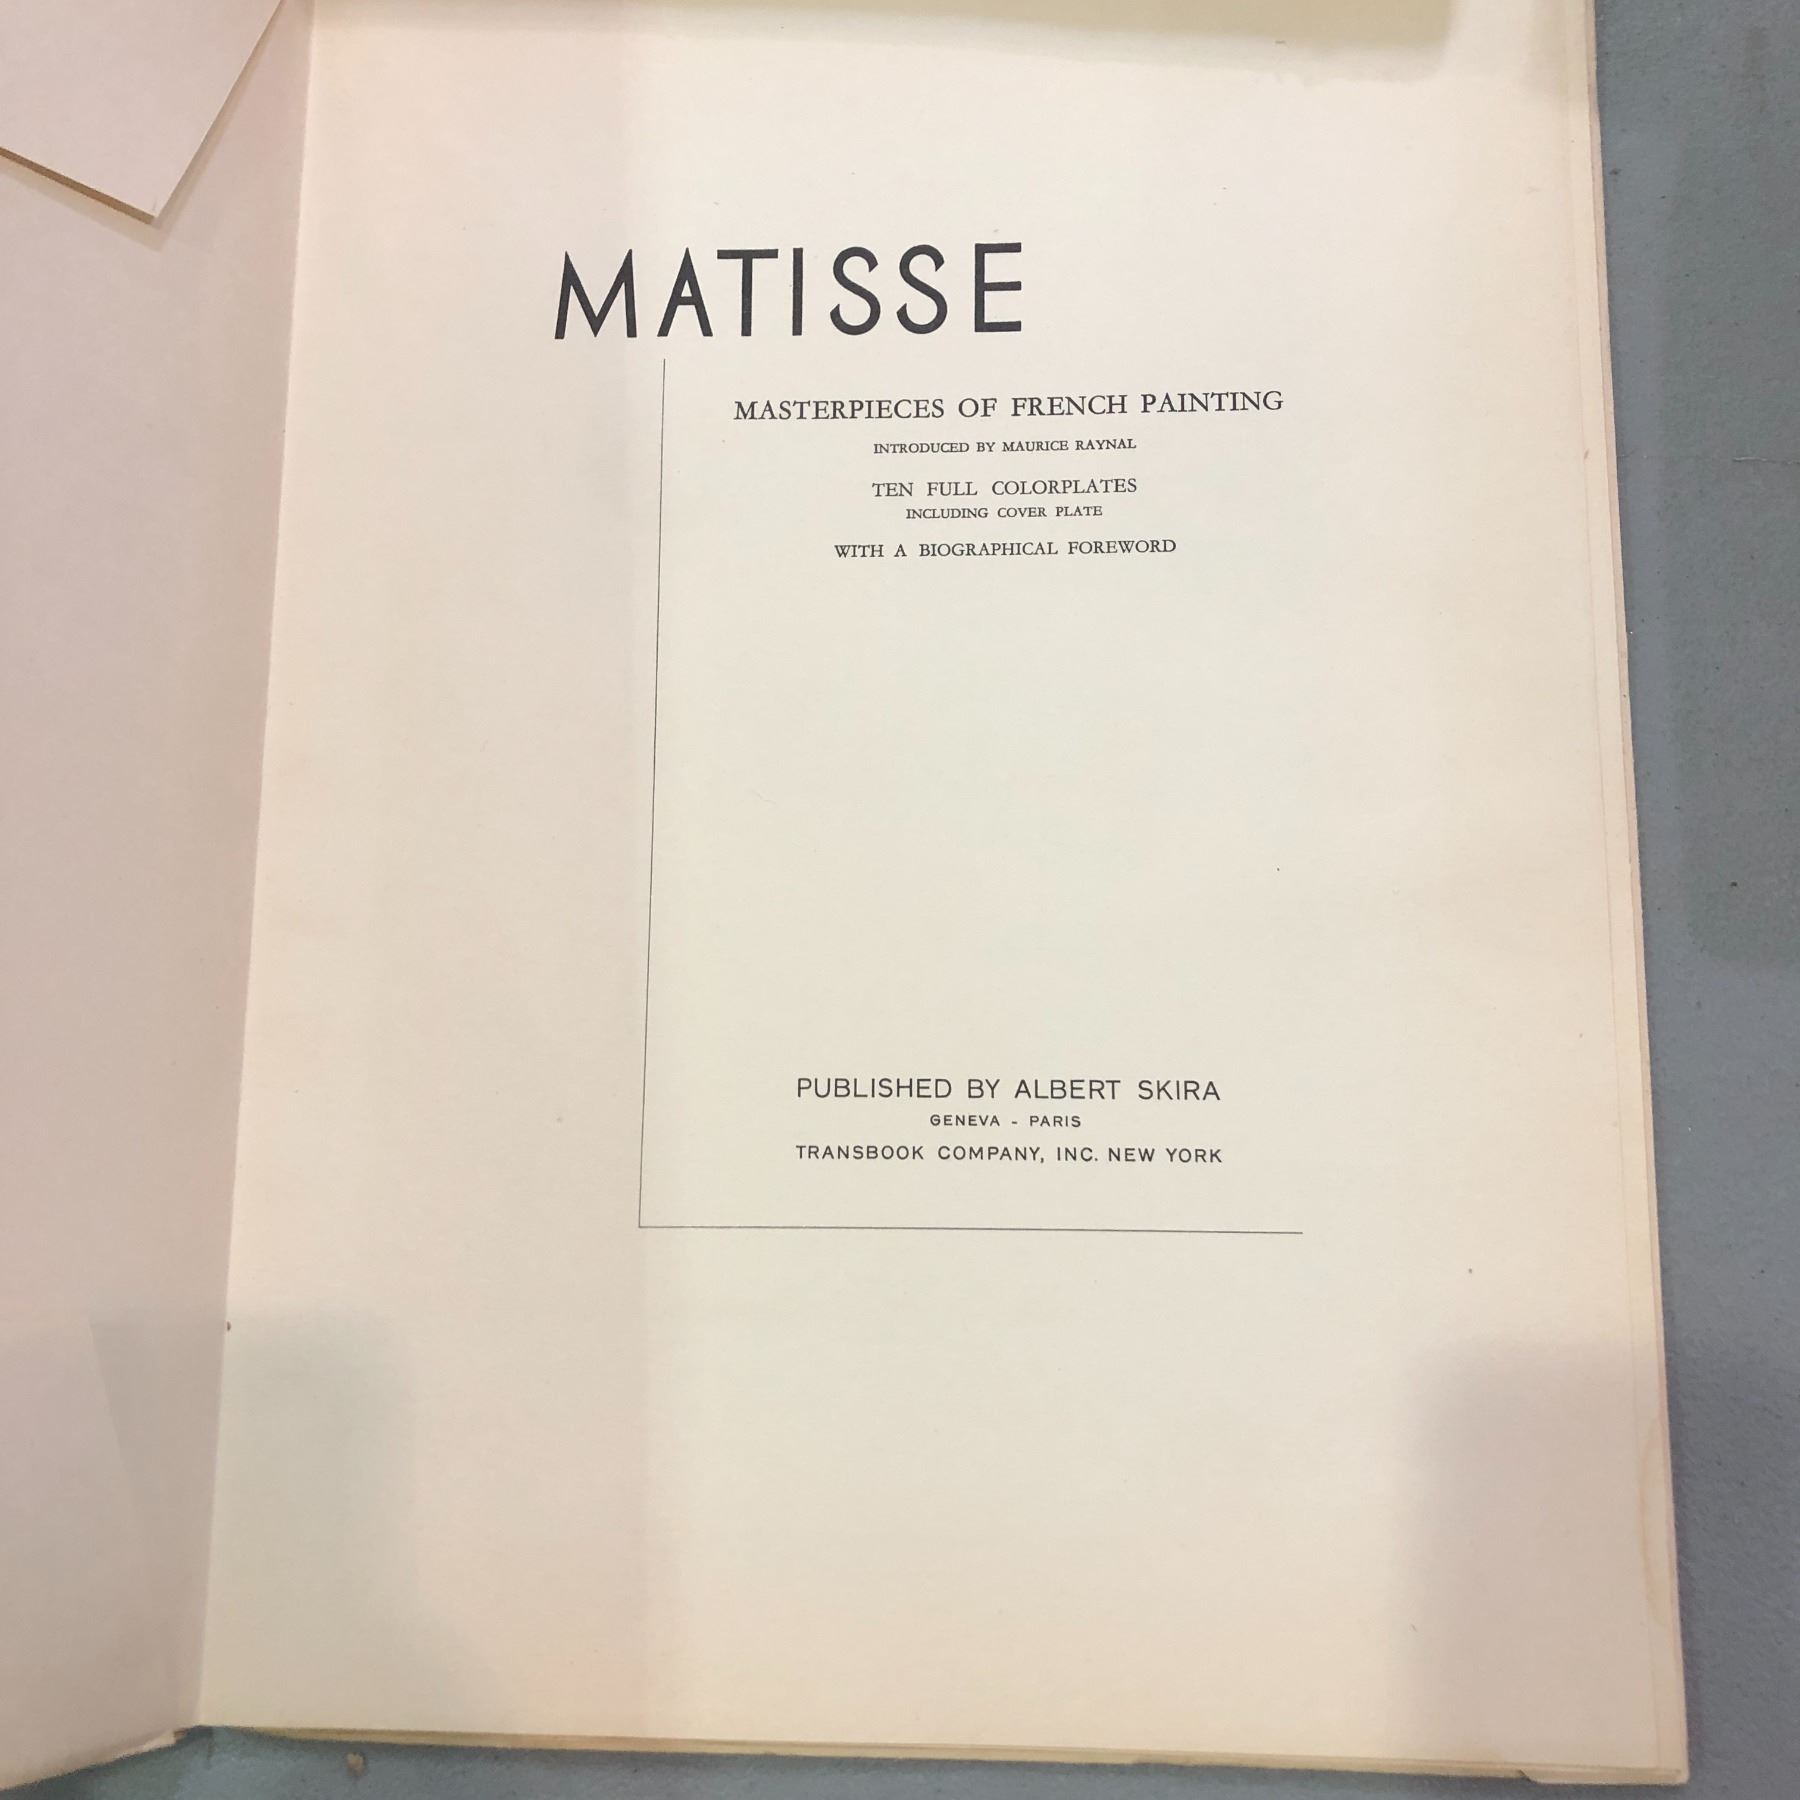 MATISSE
MASTERPIECES OF FRENCH PAINTING
INTRODUCED BY MAURICE RAYNAL
TEN FULL COLORPLATES
INCLUDING COVER PLATE
WITH A BIOGRAPHICAL FOREWORD
PUBLISHED BY ALBERT SKIRA
GENEVA - PARIS
TRANSBOOK COMPANY, INC. NEW YORK